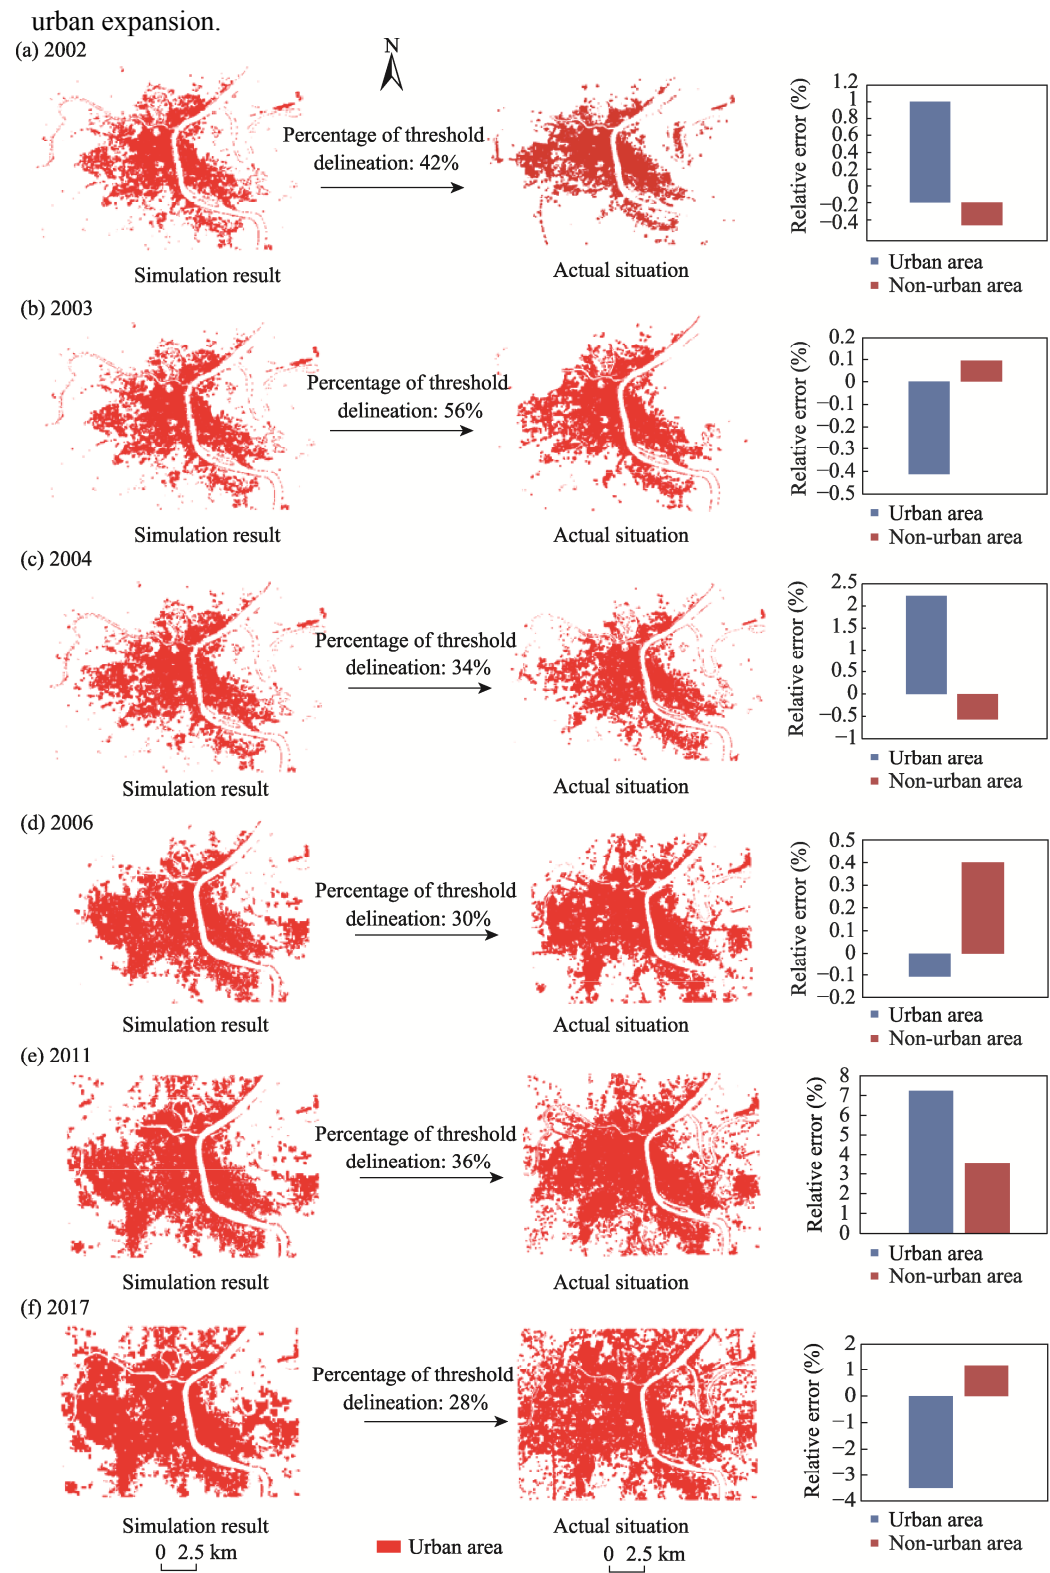 urban expansion.
(a) 2002
N
Percentage of threshold
delineation: 42%
Simulation result
Actual situation
Relative error (%)
1.2
1
0.8
0.6
0.4
0.2
0
−0.2
−0.4
Urban area
Non-urban area
(b) 2003
Percentage of threshold
delineation: 56%
Simulation result
Actual situation
Relative error (%)
0.2
0.1
0
−0.1
−0.2
−0.3
−0.4
−0.5
Urban area
Non-urban area
(c) 2004
Percentage of threshold
delineation: 34%
Simulation result
Actual situation
Relative error (%)
2.5
2
1.5
1
0.5
0
−0.5
−1
Urban area
Non-urban area
(d) 2006
Percentage of threshold
delineation: 30%
Simulation result
Actual situation
Relative error (%)
0.5
0.4
0.3
0.2
0.1
0
−0.1
−0.2
Urban area
Non-urban area
(e) 2011
Percentage of threshold
delineation: 36%
Simulation result
Actual situation
Relative error (%)
8
7
6
5
4
3
2
1
0
Urban area
Non-urban area
(f) 2017
Percentage of threshold
delineation: 28%
Simulation result
Actual situation
Relative error (%)
2
1
0
−1
−2
−3
−4
Urban area
Non-urban area
0 2.5 km
Urban area
0 2.5 km